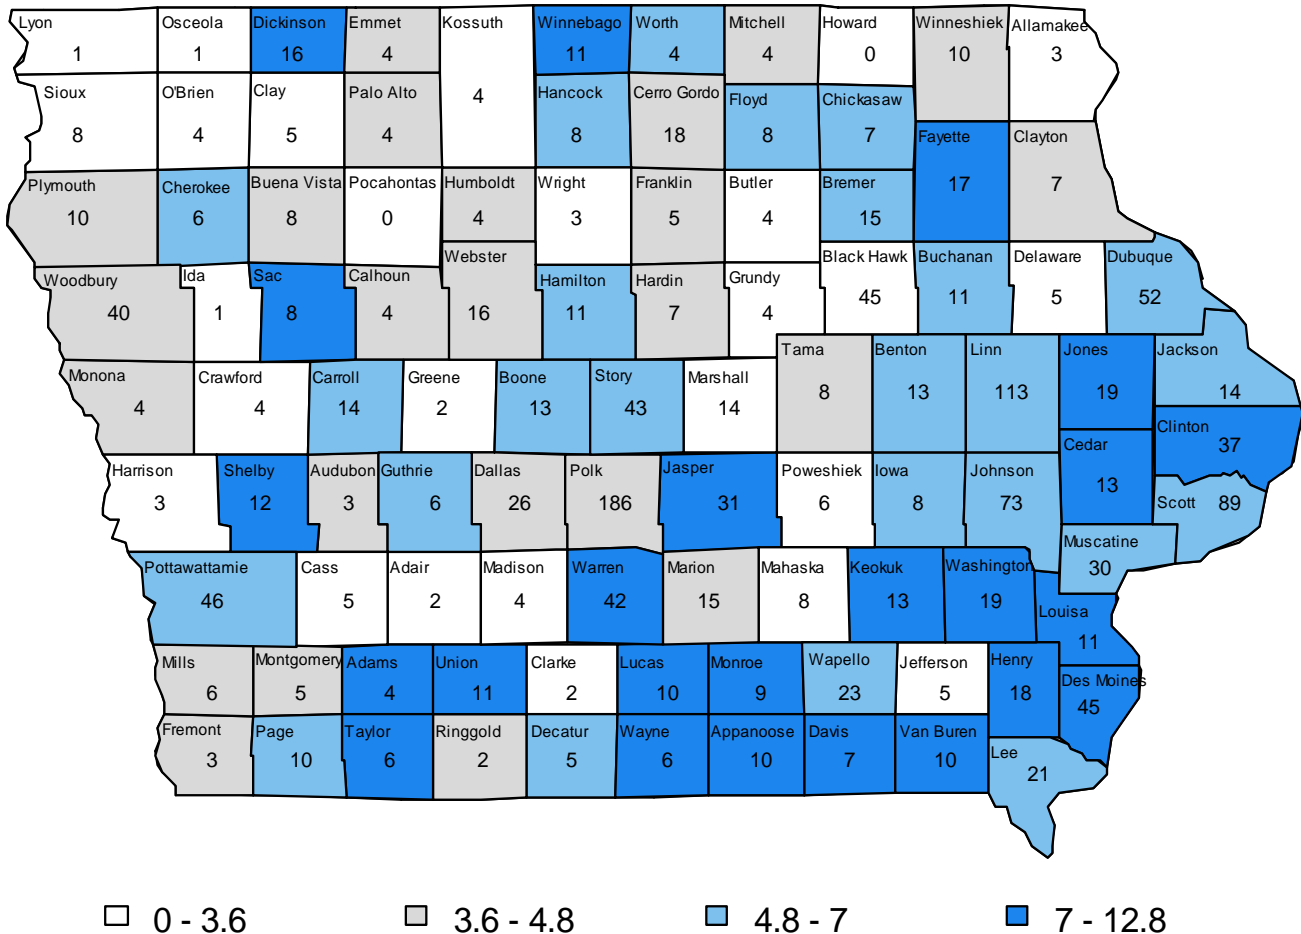 Lyon Osceola Dickinson Emmet Kossuth Winnebago Worth Mitchell Howard Winneshiek Allamakee
1 1 16 4 11 4 4 0 10 3
Sioux O'Brien Clay Palo Alto 4 Hancock Cerro Gordo Floyd Chickasaw
8 4 5 4 8 18 8 7
Fayette Clayton
17 7
Plymouth Cherokee Buena Vista Pocahontas Humboldt Wright Franklin Butler Bremer
10 6 8 0 4 3 5 4 15
Webster Black Hawk Buchanan Delaware Dubuque
16 45 11 5 52
Woodbury Ida Sac Calhoun Hamilton Hardin Grundy
40 1 8 4 11 7 4
Tama Benton Linn Jones Jackson
8 13 113 19 14
Monona Crawford Carroll Greene Boone Story Marshall
4 4 14 2 13 43 14
Clinton
37
Cedar
13
Harrison Shelby Audubon Guthrie Dallas Polk Jasper Poweshiek Iowa Johnson
3 12 3 6 26 186 31 6 8 73
Scott 89
Muscatine
30
Pottawattamie Cass Adair Madison Warren Marion Mahaska Keokuk Washington
46 5 2 4 42 15 8 13 19
Louisa
11
Mills Montgomery Adams Union Clarke Lucas Monroe Wapello Jefferson Henry
6 5 4 11 2 10 9 23 5 18
Des Moines
45
Fremont Page Taylor Ringgold Decatur Wayne Appanoose Davis Van Buren
3 10 6 2 5 6 10 7 10
Lee
21
0 - 3.6 3.6 - 4.8 4.8 - 7 7 - 12.8